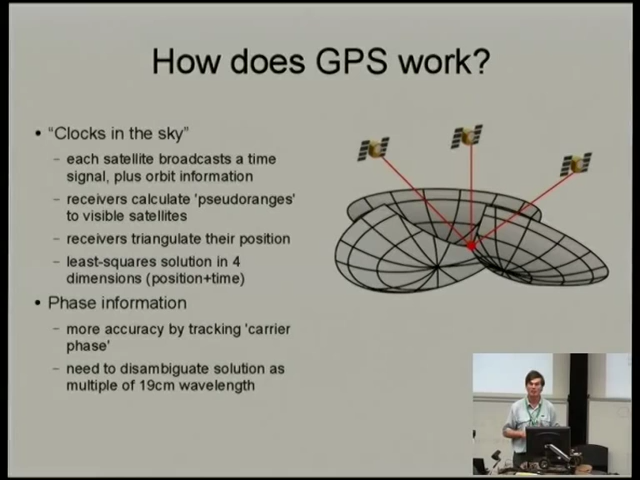 How does GPS work?
• "Clocks in the sky"
– each satellite broadcasts a time
signal, plus orbit information
– receivers calculate 'pseudoranges'
to visible satellites
– receivers triangulate their position
– least-squares solution in 4
dimensions (position+time)
• Phase information
– more accuracy by tracking 'carrier
phase'
– need to disambiguate solution as
multiple of 19cm wavelength